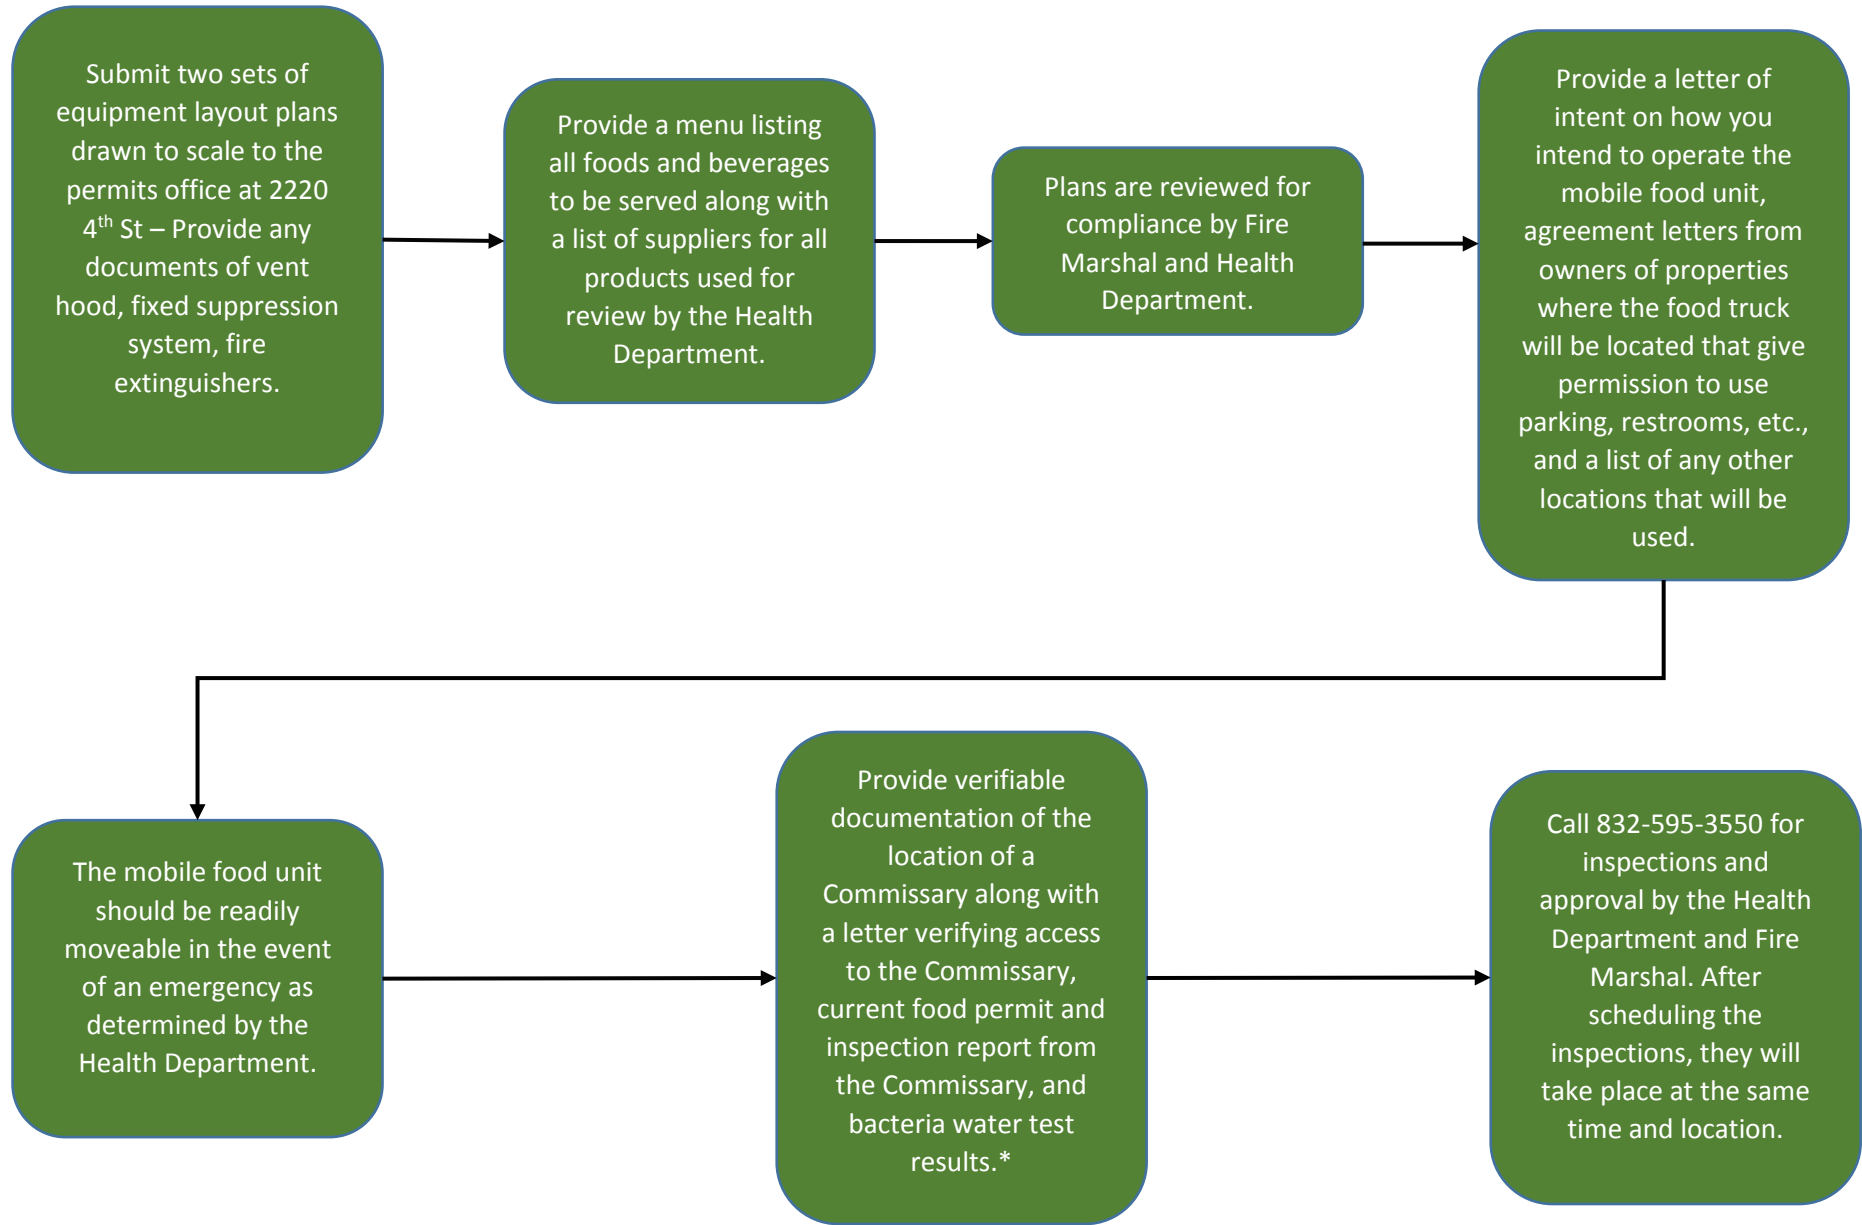 Submit two sets of
equipment layout plans
drawn to scale to the
permits office at 2220
4th St – Provide any
documents of vent
hood, fixed suppression
system, fire
extinguishers.
Provide a menu listing
all foods and beverages
to be served along with
a list of suppliers for all
products used for
review by the Health
Department.
Plans are reviewed for
compliance by Fire
Marshal and Health
Department.
Provide a letter of
intent on how you
intend to operate the
mobile food unit,
agreement letters from
owners of properties
where the food truck
will be located that give
permission to use
parking, restrooms, etc.,
and a list of any other
locations that will be
used.
The mobile food unit
should be readily
moveable in the event
of an emergency as
determined by the
Health Department.
Provide verifiable
documentation of the
location of a
Commissary along with
a letter verifying access
to the Commissary,
current food permit and
inspection report from
the Commissary, and
bacteria water test
results.*
Call 832-595-3550 for
inspections and
approval by the Health
Department and Fire
Marshal. After
scheduling the
inspections, they will
take place at the same
time and location.